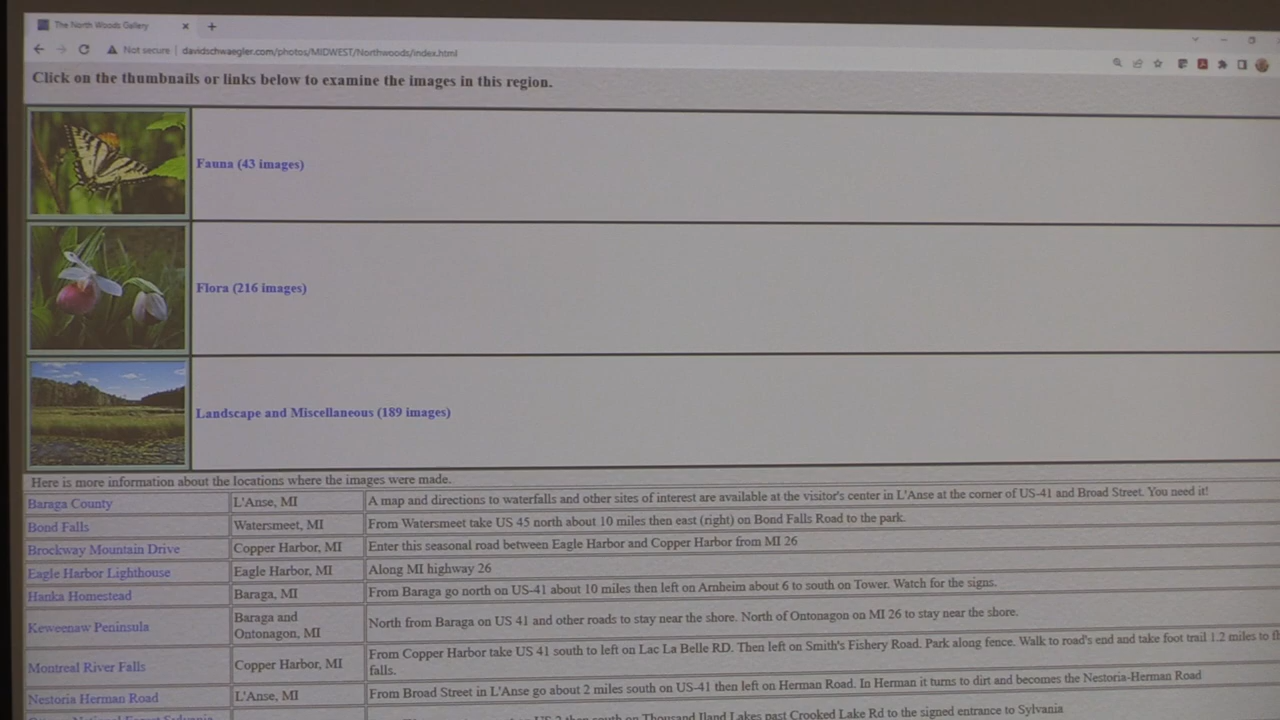 The North Woods Gallery
Not secure | davidschwaegler.com/photos/MIDWEST/Northwoods/index.html
Click on the thumbnails or links below to examine the images in this region.
Fauna (43 images)
Flora (216 images)
Landscape and Miscellaneous (189 images)
Here is more information about the locations where the images were made.
Baraga County L'Anse, MI A map and directions to waterfalls and other sites of interest are available at the visitor's center in L'Anse at the corner of US-41 and Broad Street. You need it!
Bond Falls Watersmeet, MI From Watersmeet take US 45 north about 10 miles then east (right) on Bond Falls Road to the park.
Brockway Mountain Drive Copper Harbor, MI Enter this seasonal road between Eagle Harbor and Copper Harbor from MI 26
Eagle Harbor Lighthouse Eagle Harbor, MI Along MI highway 26
Hanka Homestead Baraga, MI From Baraga go north on US-41 about 10 miles then left on Arnheim about 6 to south on Tower. Watch for the signs.
Keweenaw Peninsula Baraga and Ontonagon, MI North from Baraga on US 41 and other roads to stay near the shore. North of Ontonagon on MI 26 to stay near the shore.
Montreal River Falls Copper Harbor, MI From Copper Harbor take US 41 south to left on Lac La Belle RD. Then left on Smith's Fishery Road. Park along fence. Walk to road's end and take foot trail 1.2 miles to
falls.
Nestoria Herman Road L'Anse, MI From Broad Street in L'Anse go about 2 miles south on US-41 then left on Herman Road. In Herman it turns to dirt and becomes the Nestoria-Herman Road
south on Thousand Iland Lakes past Crooked Lake Rd to the signed entrance to Sylvania